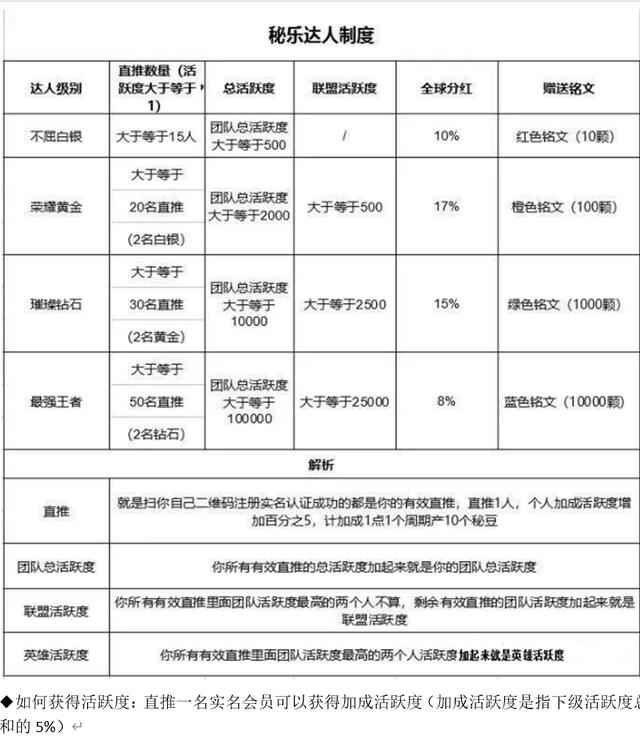 秘乐达人制度
达人级别
直推数量（活
跃度大于等于，
1）
总活跃度
联盟活跃度
全球分红
赠送铭文
不屈白银
大于等于15人
团队总活跃度
大于等于500
/
10%
红色铭文（10颗）
荣耀黄金
大于等于
20名直推
(2名白银)
团队总活跃度
大于等于2000
大于等于500
17%
橙色铭文（100颗）
璀璨钻石
大于等于
30名直推
(2名黄金)
团队总活跃度
大于等于
10000
大于等于2500
15%
绿色铭文（1000颗）
最强王者
大于等于
50名直推
(2名钻石)
团队总活跃度
大于等于
100000
大于等于25000
8%
蓝色铭文（10000颗）
解析
直推
就是扫你自己二维码注册实名认证成功的都是你的有效直推，直推1人，个人加成活跃度增
加百分之5，计加成1点1个周期产10个秘豆
团队总活跃度
你所有有效直推的总活跃度加起来就是你的团队总活跃度
联盟活跃度
你所有有效直推里面团队活跃度最高的两个人不算，剩余有效直推的团队活跃度加起来就是
联盟活跃度
英雄活跃度
你所有有效直推里面团队活跃度最高的两个人活跃度加起来就是英雄活跃度
◆如何获得活跃度：直推一名实名会员可以获得加成活跃度（加成活跃度是指下级活跃度总
和的 5%）